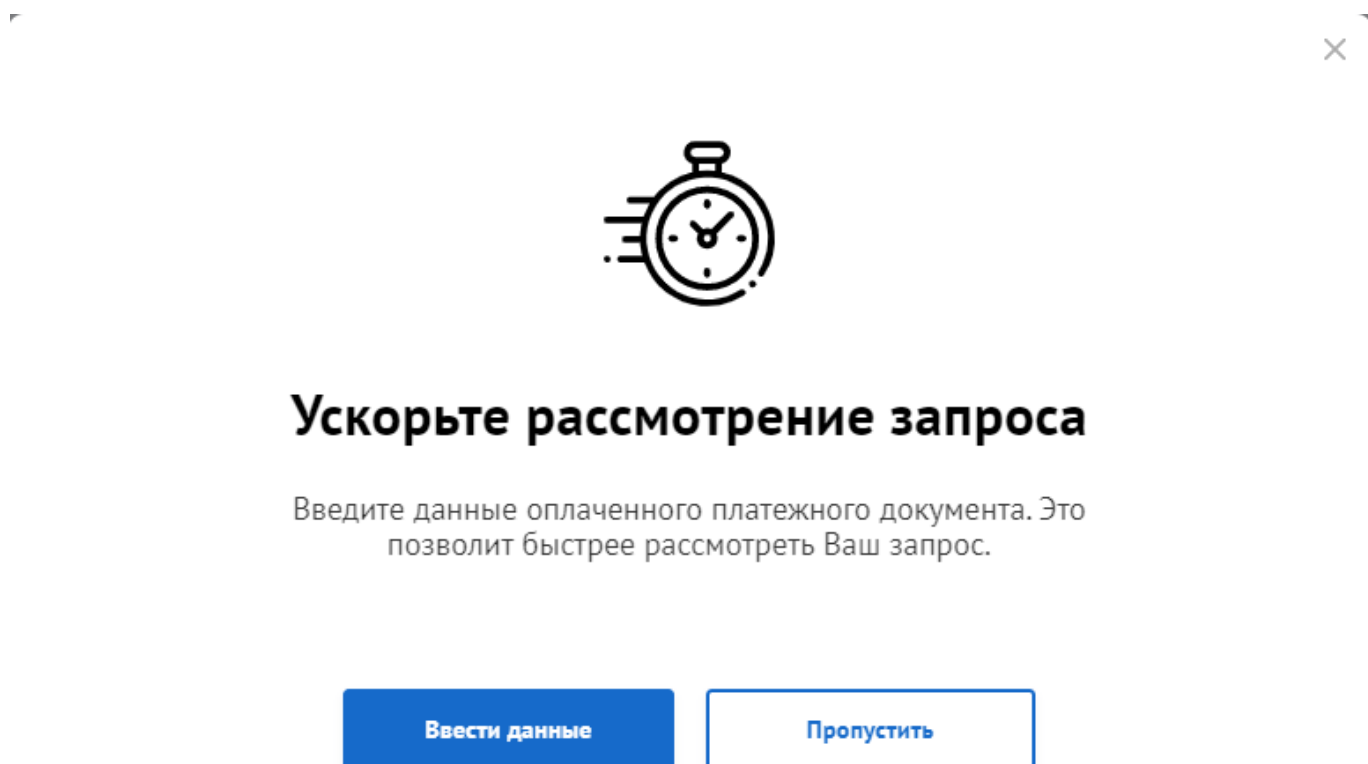 Ускорьте рассмотрение запроса
Введите данные оплаченного платежного документа. Это
позволит быстрее рассмотреть Ваш запрос.
Ввести данные
Пропустить